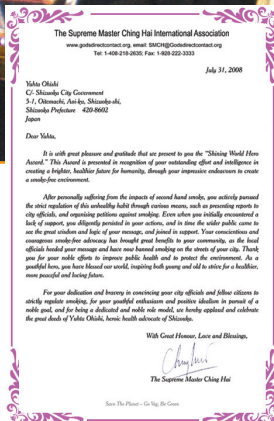 The Supreme Master Ching Hai International Association
www.godsdirectcontact.org, email: SMCH@Godsdirectcontact.org
Tel: 1-408-218-2635; Fax: 1-928-222-3333
July 31, 2008
Yuhta Ohishi
C/- Shizuoka City Government
5-1, Oitemachi, Aoi-ku, Shizuoka-shi,
Shizuoka Prefecture 420-8602
Japan
Dear Yuhta,
It is with great pleasure and gratitude that we present to you the "Shining World Hero
Award." This Award is presented in recognition of your outstanding effort and intelligence in
creating a brighter, healthier future for humanity, through your impressive endeavours to create
a smoke-free environment.
After personally suffering from the impacts of second hand smoke, you actively pursued
the strict regulation of this unhealthy habit through various means, such as presenting reports to
city officials, and organising petitions against smoking. Even when you initially encountered a
lack of support, you diligently persisted in your actions, and in time the wider public came to
see the great wisdom and logic of your message, and joined in support. Your conscientious and
courageous smoke-free advocacy has brought great benefits to your community, as the local
officials heeded your message and have now banned smoking on the streets of your city. Thank
you for your noble efforts to improve public health and to protect the environment. As a
youthful hero, you have blessed our world, inspiring both young and old to strive for a healthier,
more peaceful and loving future.
For your dedication and bravery in convincing your city officials and fellow citizens to
strictly regulate smoking, for your youthful enthusiasm and positive idealism in pursuit of a
noble goal, and for being a dedicated and noble role model, we hereby applaud and celebrate
the great deeds of Yuhta Ohishi, heroic health advocate of Shizuoka.
With Great Honour, Love and Blessings,
The Supreme Master Ching Hai
Save The Planet – Go Veg, Be Green